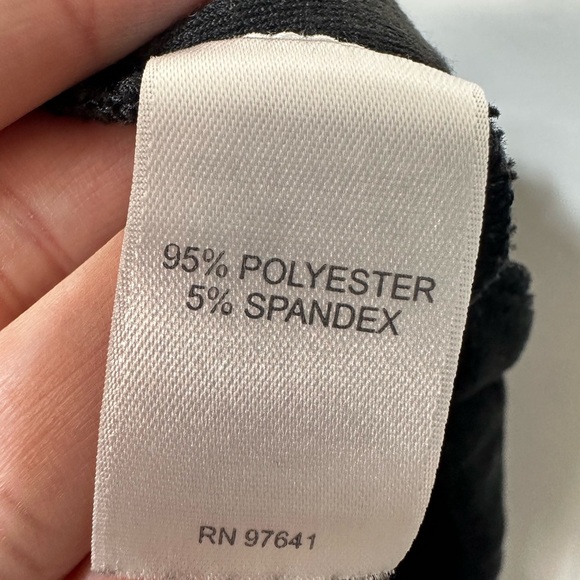 95% POLYESTER
5% SPANDEX
RN 97641